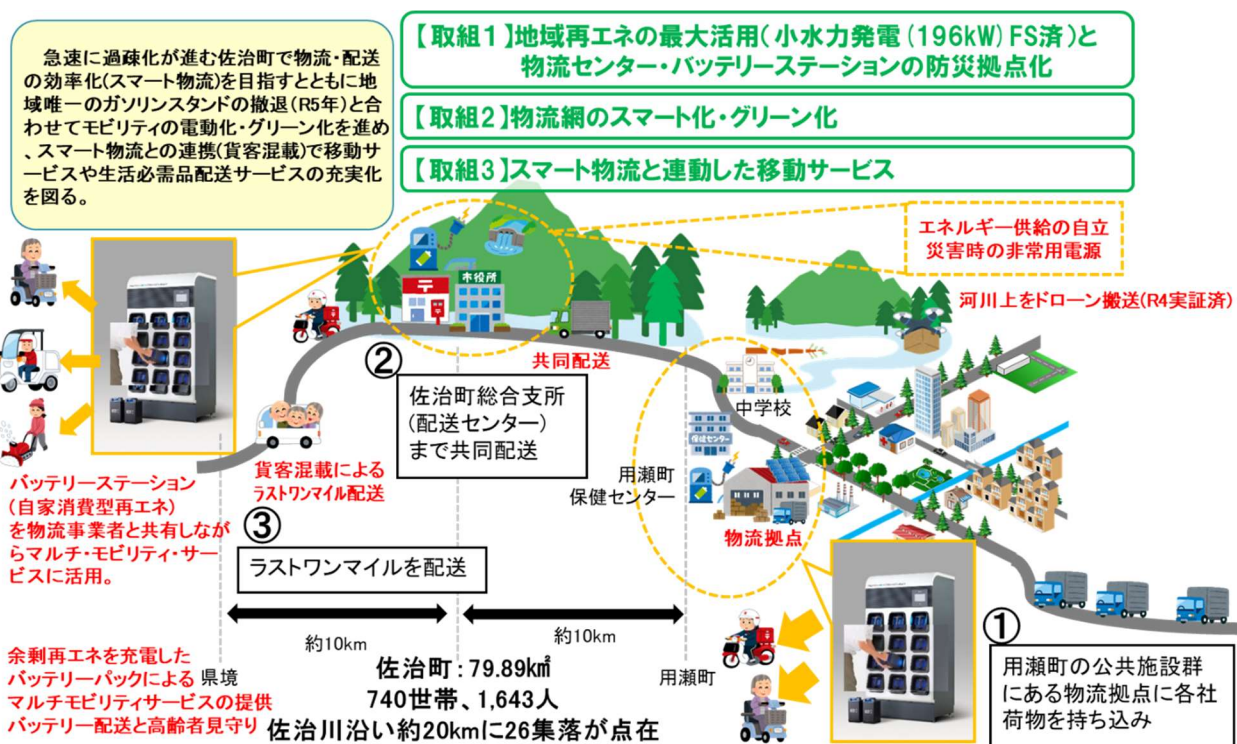 急速に過疎化が進む佐治町で物流・配送
の効率化(スマート物流)を目指すとともに地
域唯一のガソリンスタンドの撤退(R5年)と合
わせてモビリティの電動化・グリーン化を進め
、スマート物流との連携(貨客混載)で移動サ
ービスや生活必需品配送サービスの充実化
を図る。
【取組1】地域再エネの最大活用(小水力発電(196kW)FS済)と
物流センター・バッテリーステーションの防災拠点化
【取組2】物流網のスマート化・グリーン化
【取組3】スマート物流と連動した移動サービス
エネルギー供給の自立
災害時の非常用電源
河川上をドローン搬送(R4実証済)
市役所
共同配送
②
佐治町総合支所
(配送センター)
まで共同配送
中学校
保健センター
用瀬町
保健センター
物流拠点
貨客混載による
ラストワンマイル配送
バッテリーステーション
(自家消費型再エネ)
を物流事業者と共有しなが
らマルチ・モビリティ・サー
ビスに活用。
③
ラストワンマイルを配送
約10km
約10km
県境
用瀬町
余剰再エネを充電した
バッテリーパックによる
マルチモビリティサービスの提供
バッテリー配送と高齢者見守り
佐治町:79.89㎢
740世帯、1,643人
佐治川沿い約20kmに26集落が点在
①
用瀬町の公共施設群
にある物流拠点に各社
荷物を持ち込み